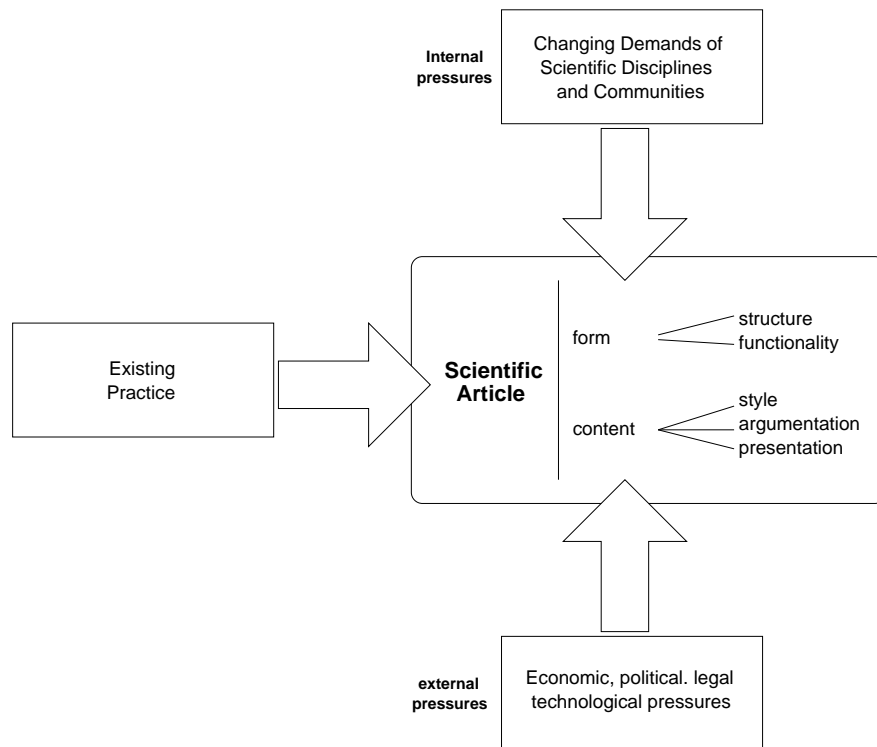 Internal
pressures
Changing Demands of
Scientific Disciplines
and Communities
Existing
Practice
Scientific
Article
form
structure
functionality
content
style
argumentation
presentation
external
pressures
Economic, political. legal
technological pressures